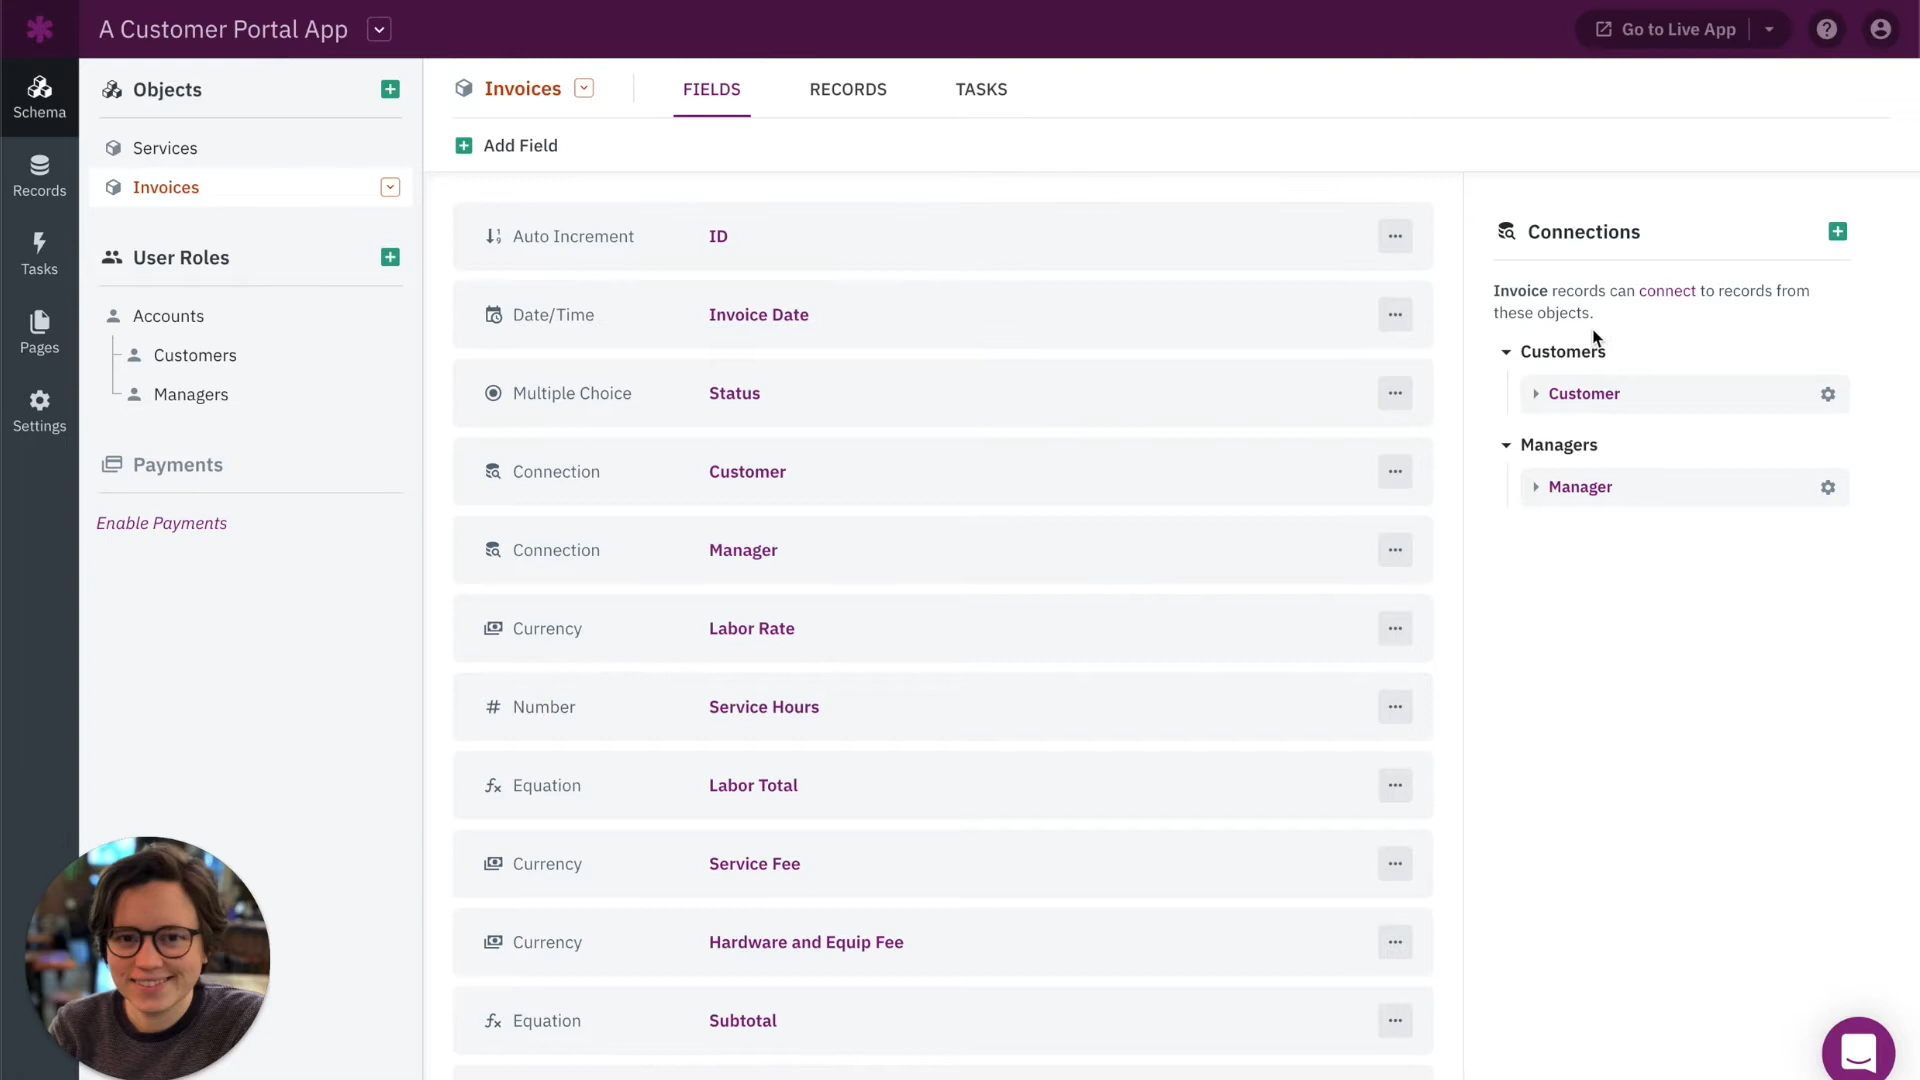 A Customer Portal App
Go to Live App
Schema
Records
Tasks
Pages
Settings
Objects
Services
Invoices
User Roles
Accounts
Customers
Managers
Payments
Enable Payments
Invoices
FIELDS
RECORDS
TASKS
Add Field
Auto Increment ID
Date/Time Invoice Date
Multiple Choice Status
Connection Customer
Connection Manager
Currency Labor Rate
Number Service Hours
Equation Labor Total
Currency Service Fee
Currency Hardware and Equip Fee
Equation Subtotal
Connections
Invoice records can connect to records from
these objects.
Customers
Customer
Managers
Manager